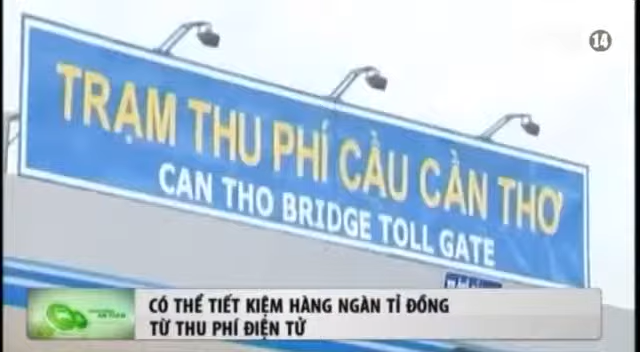 14
TRẠM THU PHÍ CẦU CẦN THƠ
CAN THO BRIDGE TOLL GATE
CÓ THỂ TIẾT KIỆM HÀNG NGÀN TỈ ĐỒNG
TỪ THU PHÍ ĐIỆN TỬ